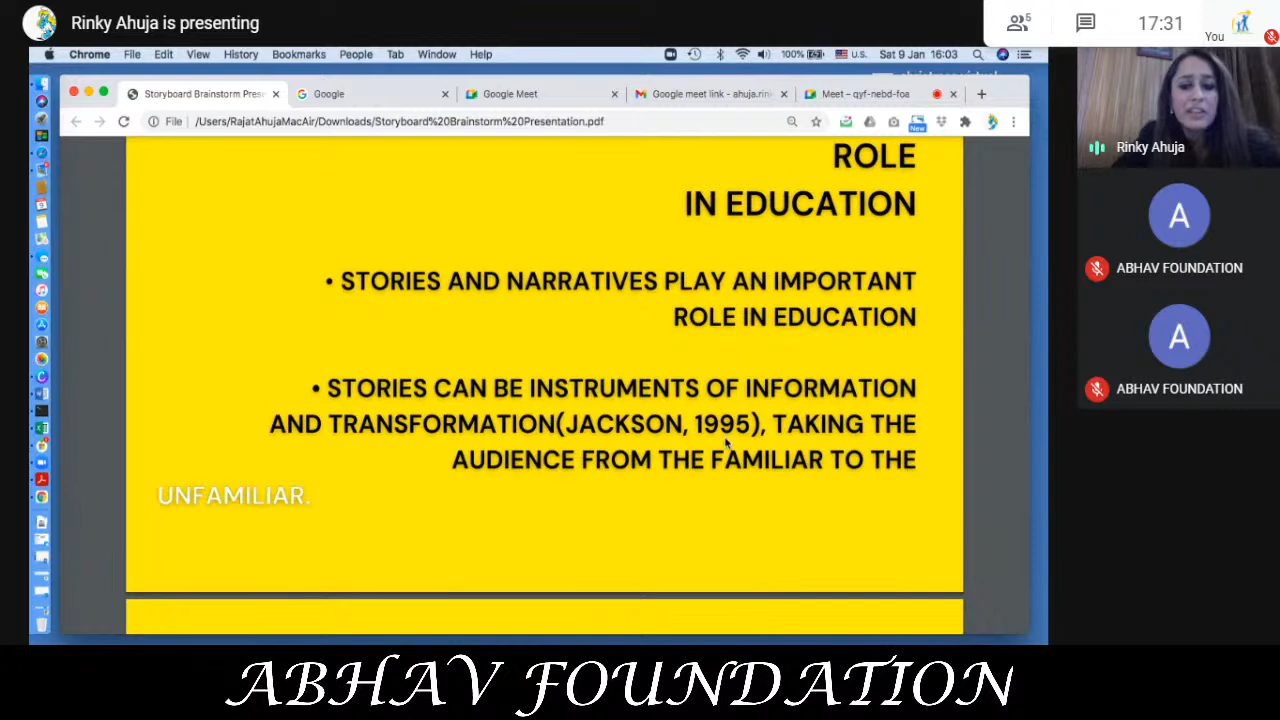 Rinky Ahuja is presenting
5
17:31
You
Chrome File Edit View History Bookmarks People Tab Window Help
100% U.S. Sat 9 Jan 16:03
Storyboard Brainstorm Prese
Google
Google Meet
Google meet link - ahuja.rink
Meet - qyf-nebd-foa
File /Users/RajatAhujaMacAir/Downloads/Storyboard%20Brainstorm%20Presentation.pdf
New
ROLE
IN EDUCATION
• STORIES AND NARRATIVES PLAY AN IMPORTANT
ROLE IN EDUCATION
• STORIES CAN BE INSTRUMENTS OF INFORMATION
AND TRANSFORMATION(JACKSON, 1995), TAKING THE
AUDIENCE FROM THE FAMILIAR TO THE
UNFAMILIAR.
Rinky Ahuja
A
ABHAV FOUNDATION
A
ABHAV FOUNDATION
ABHAV FOUNDATION